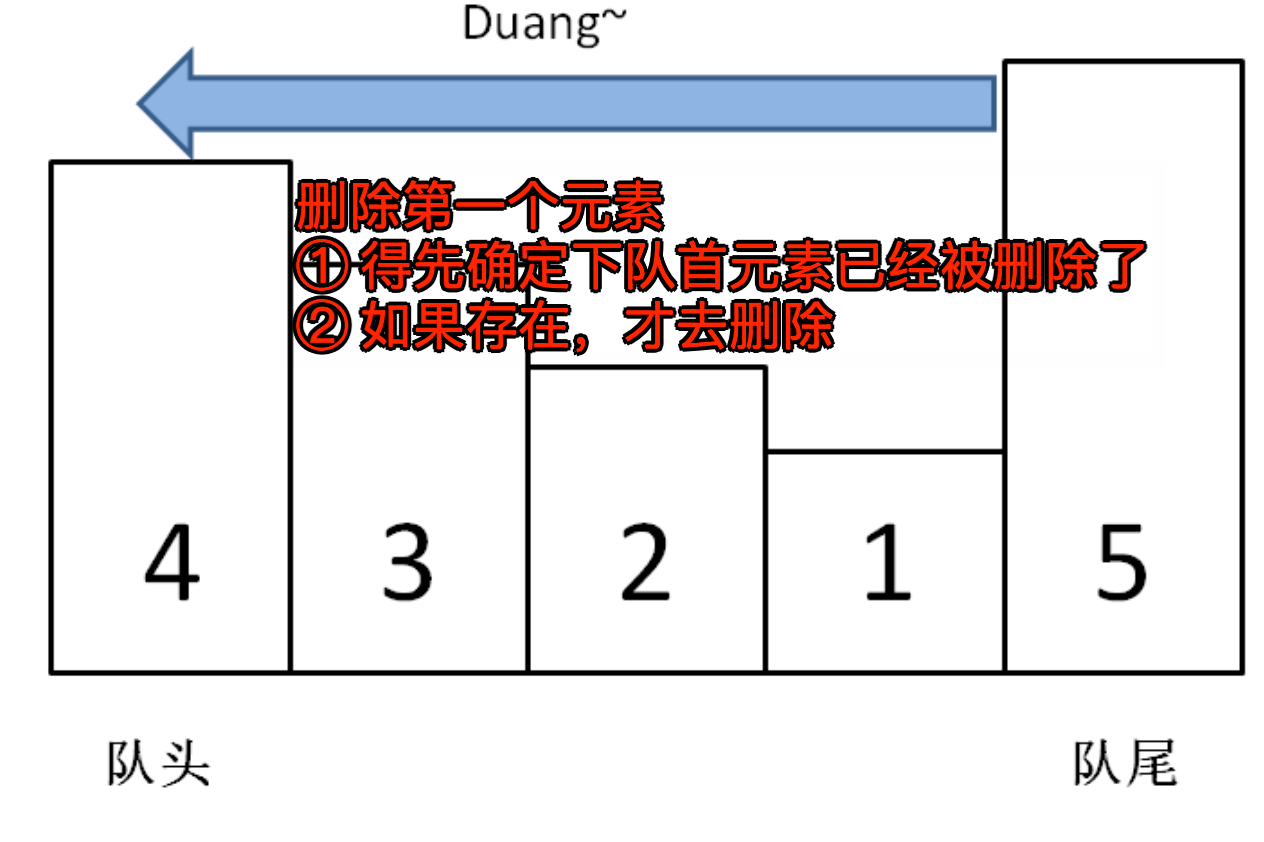 Duang~
删除第一个元素
① 得先确定下队首元素已经被删除了
② 如果存在，才去删除
4 3 2 1 5
队头 队尾